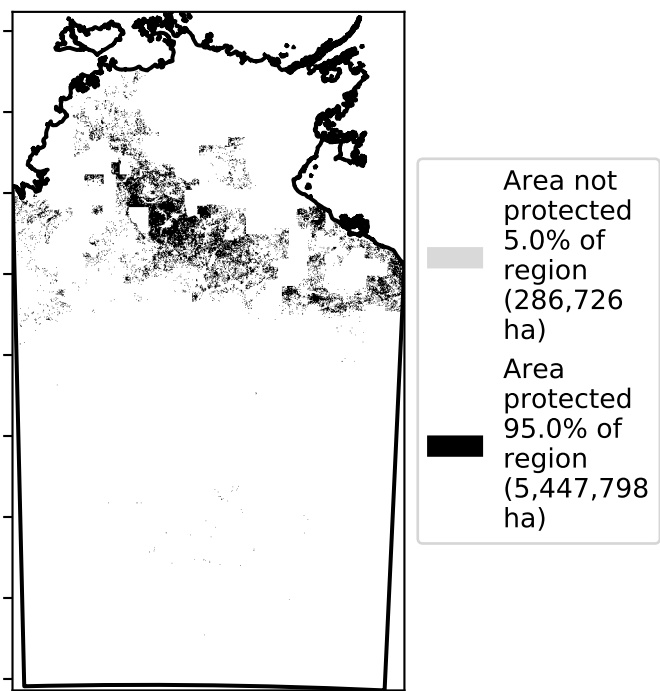 Area not
protected
5.0% of
region
(286,726
ha)
Area
protected
95.0% of
region
(5,447,798
ha)